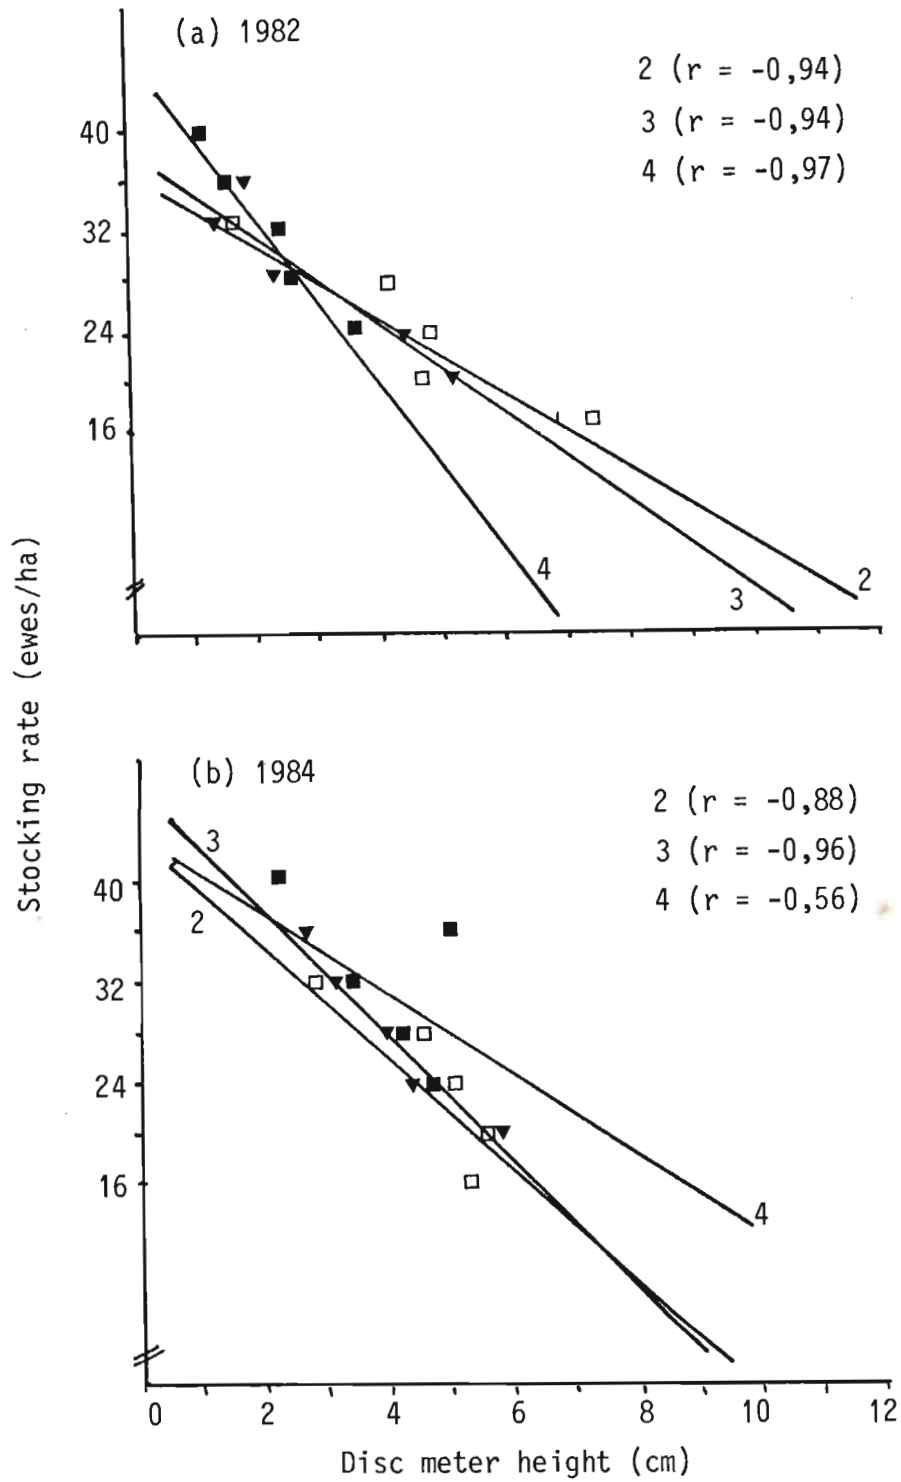 (a) 1982
2 (r = -0,94)
3 (r = -0,94)
4 (r = -0,97)
40
32
24
16
4
3
2
Stocking rate (ewes/ha)
(b) 1984
2 (r = -0,88)
3 (r = -0,96)
4 (r = -0,56)
3
2
40
32
24
16
4
0 2 4 6 8 10 12
Disc meter height (cm)